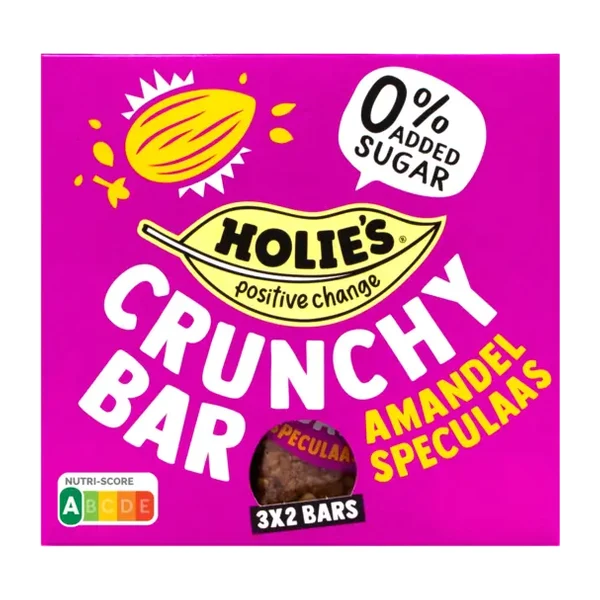 0%
ADDED
SUGAR
HOLIE'S®
positive change
CRUNCHY
BAR
AMANDEL
SPECULAAS
SPECULAA
3X2 BARS
NUTRI-SCORE
A B C D E